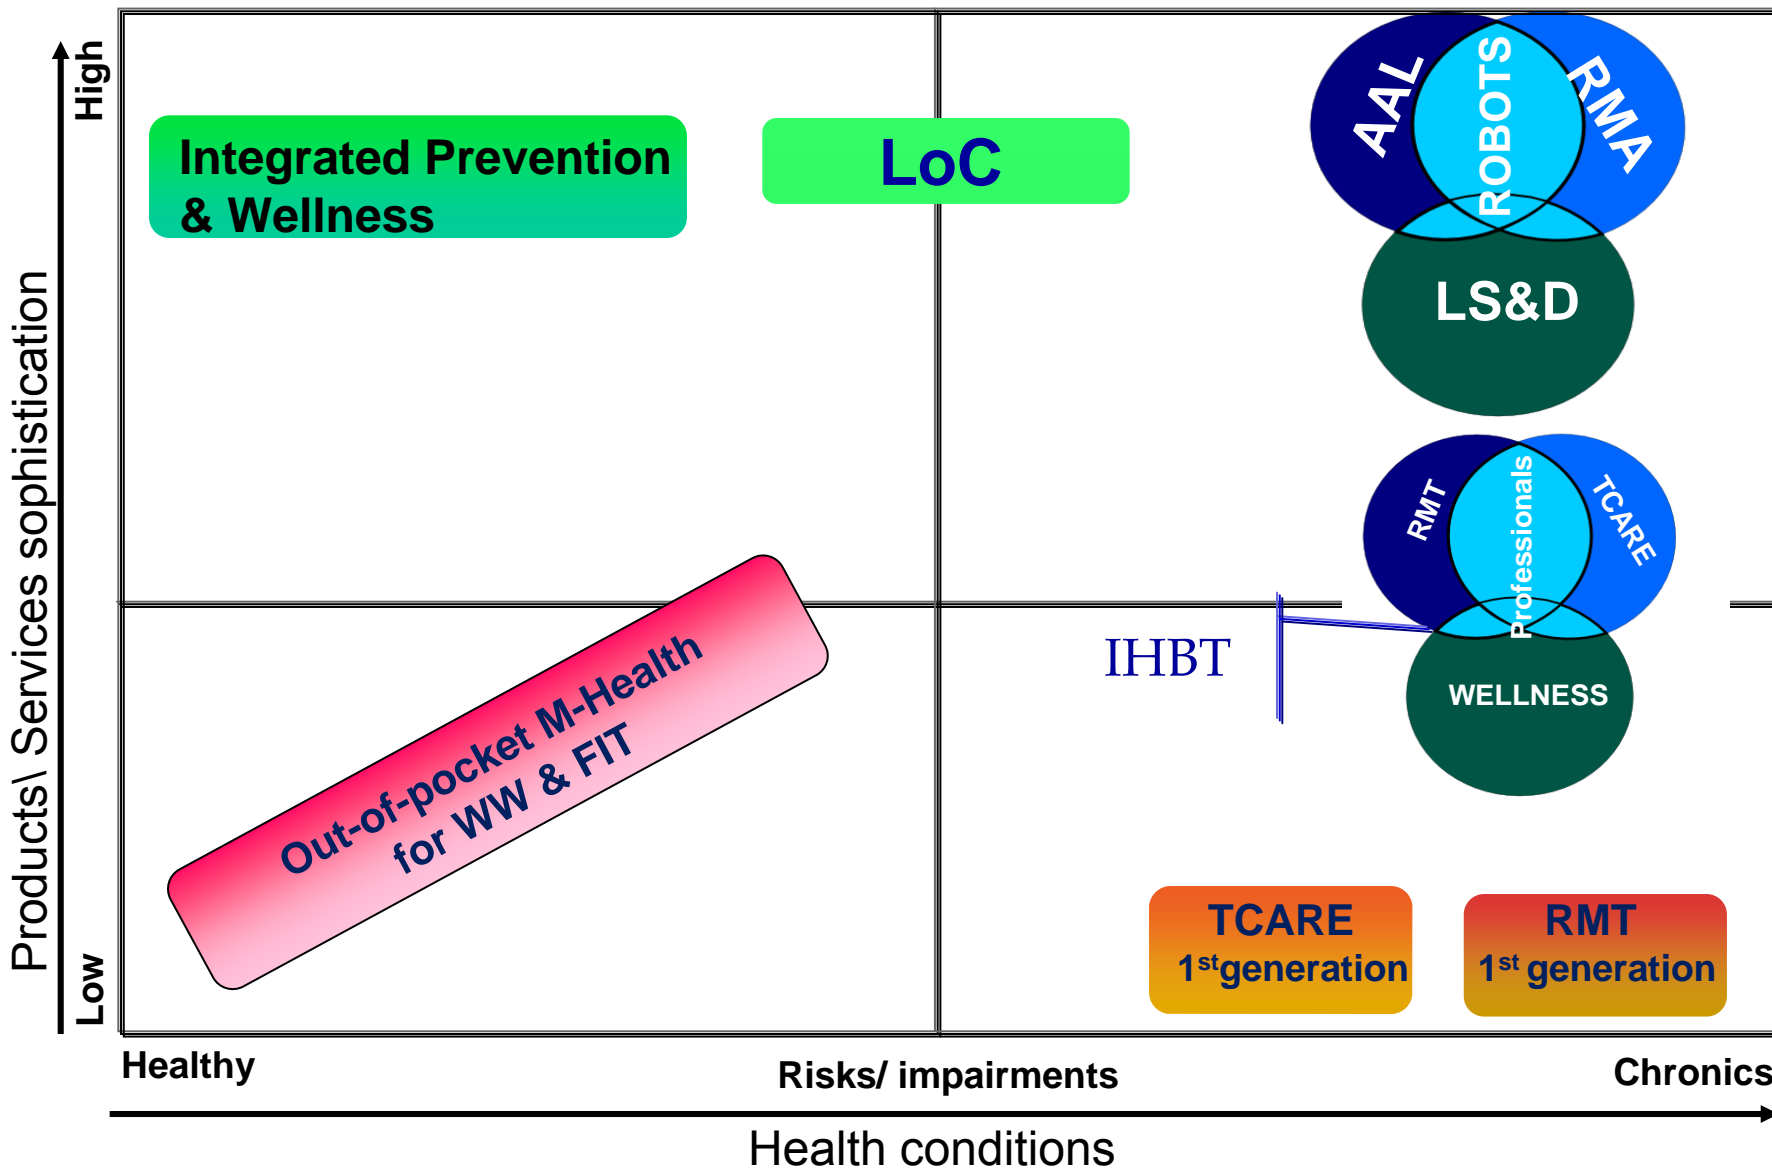 High
Products\ Services sophistication
Low
Integrated Prevention
& Wellness
LoC
AAL
ROBOTS
RMA
LS&D
RMT
Professionals
TCARE
WELLNESS
IHBT
Out-of-pocket M-Health
for WW & FIT
TCARE
1st generation
RMT
1st generation
Healthy
Risks/ impairments
Chronics
Health conditions